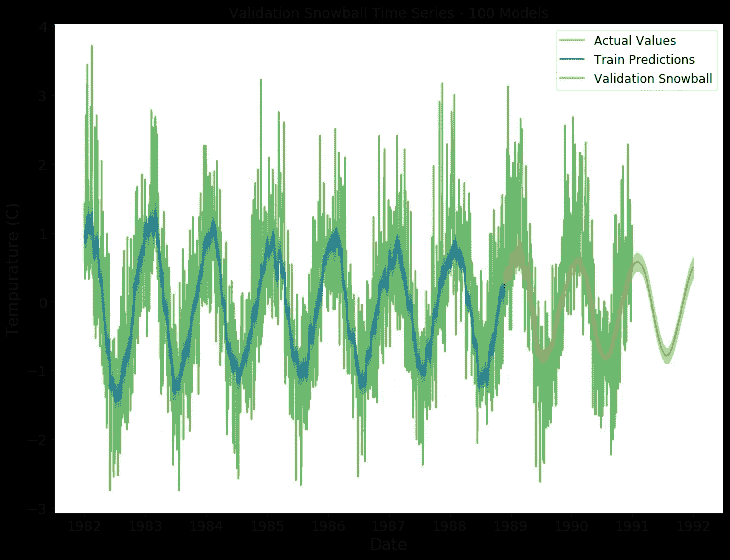 Validation Snowball Time Series - 100 Models
Actual Values
Train Predictions
Validation Snowball
Tempurature (C)
4
3
2
1
0
−1
−2
−3
1982 1983 1984 1985 1986 1987 1988 1989 1990 1991 1992
Date